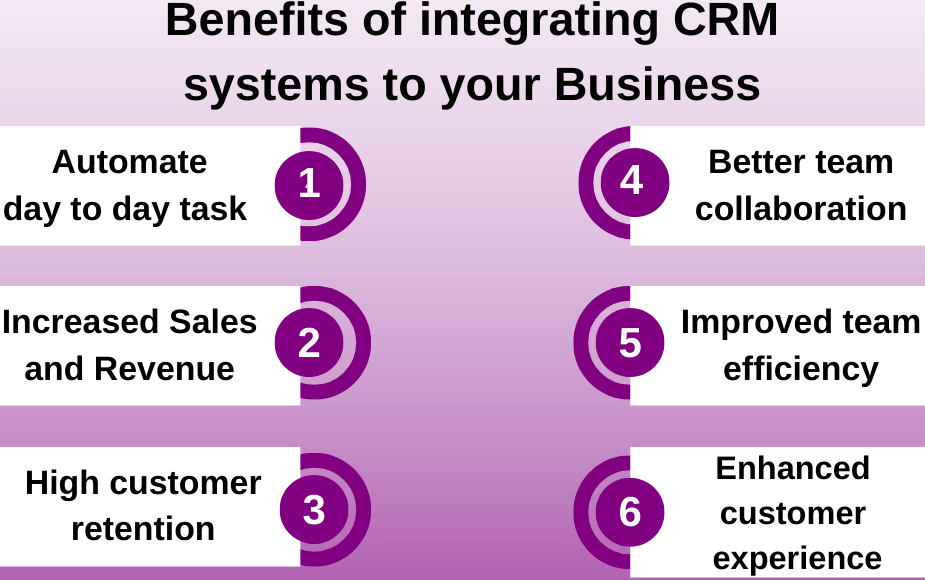 Benefits of integrating CRM
systems to your Business
Automate
day to day task
1
Increased Sales
and Revenue
2
High customer
retention
3
4
Better team
collaboration
5
Improved team
efficiency
6
Enhanced
customer
experience